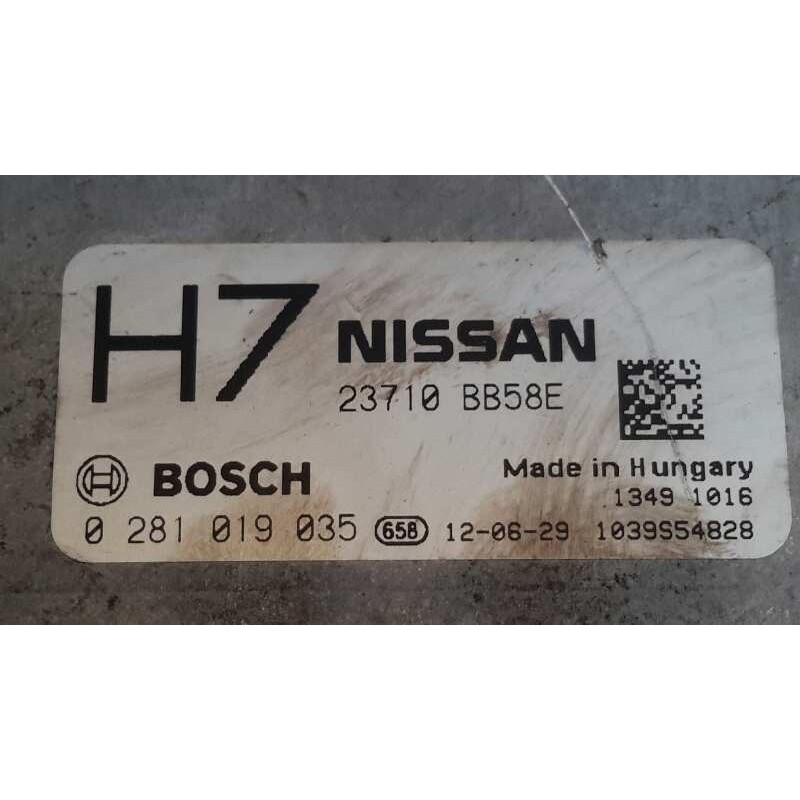 H7 NISSAN
23710 BB58E
BOSCH Made in Hungary
1349 1016
0 281 019 035 658 12-06-29 1039S54828